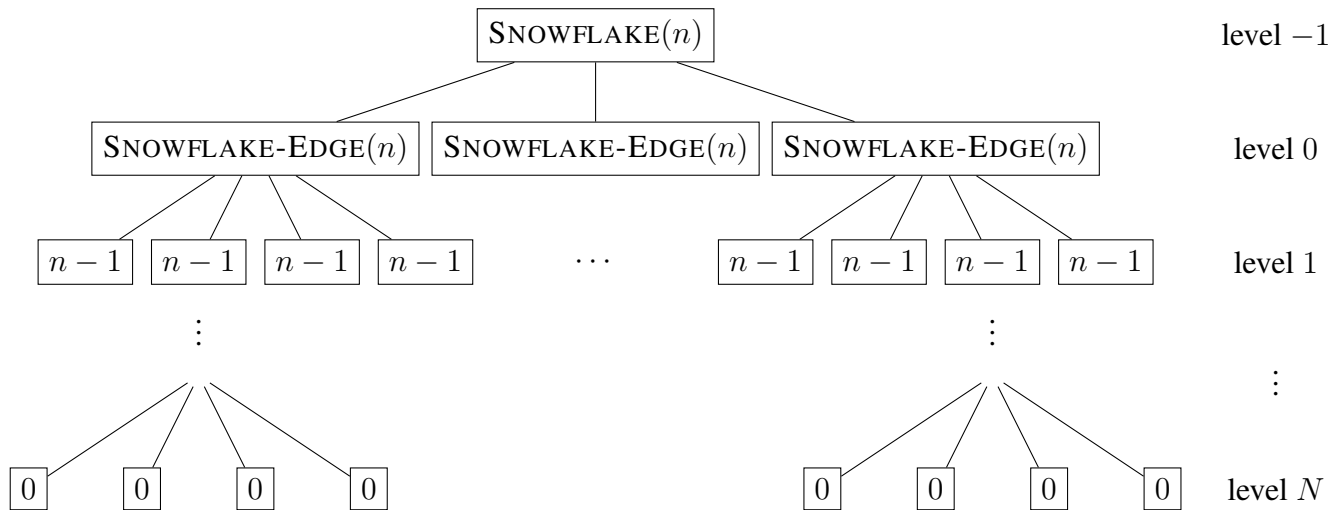 SNOWFLAKE(n) level −1
SNOWFLAKE-EDGE(n) SNOWFLAKE-EDGE(n) SNOWFLAKE-EDGE(n) level 0
n − 1 n − 1 n − 1 n − 1 ⋯ n − 1 n − 1 n − 1 n − 1 level 1
⋮ ⋮
⋮
0 0 0 0 0 0 0 0 level N